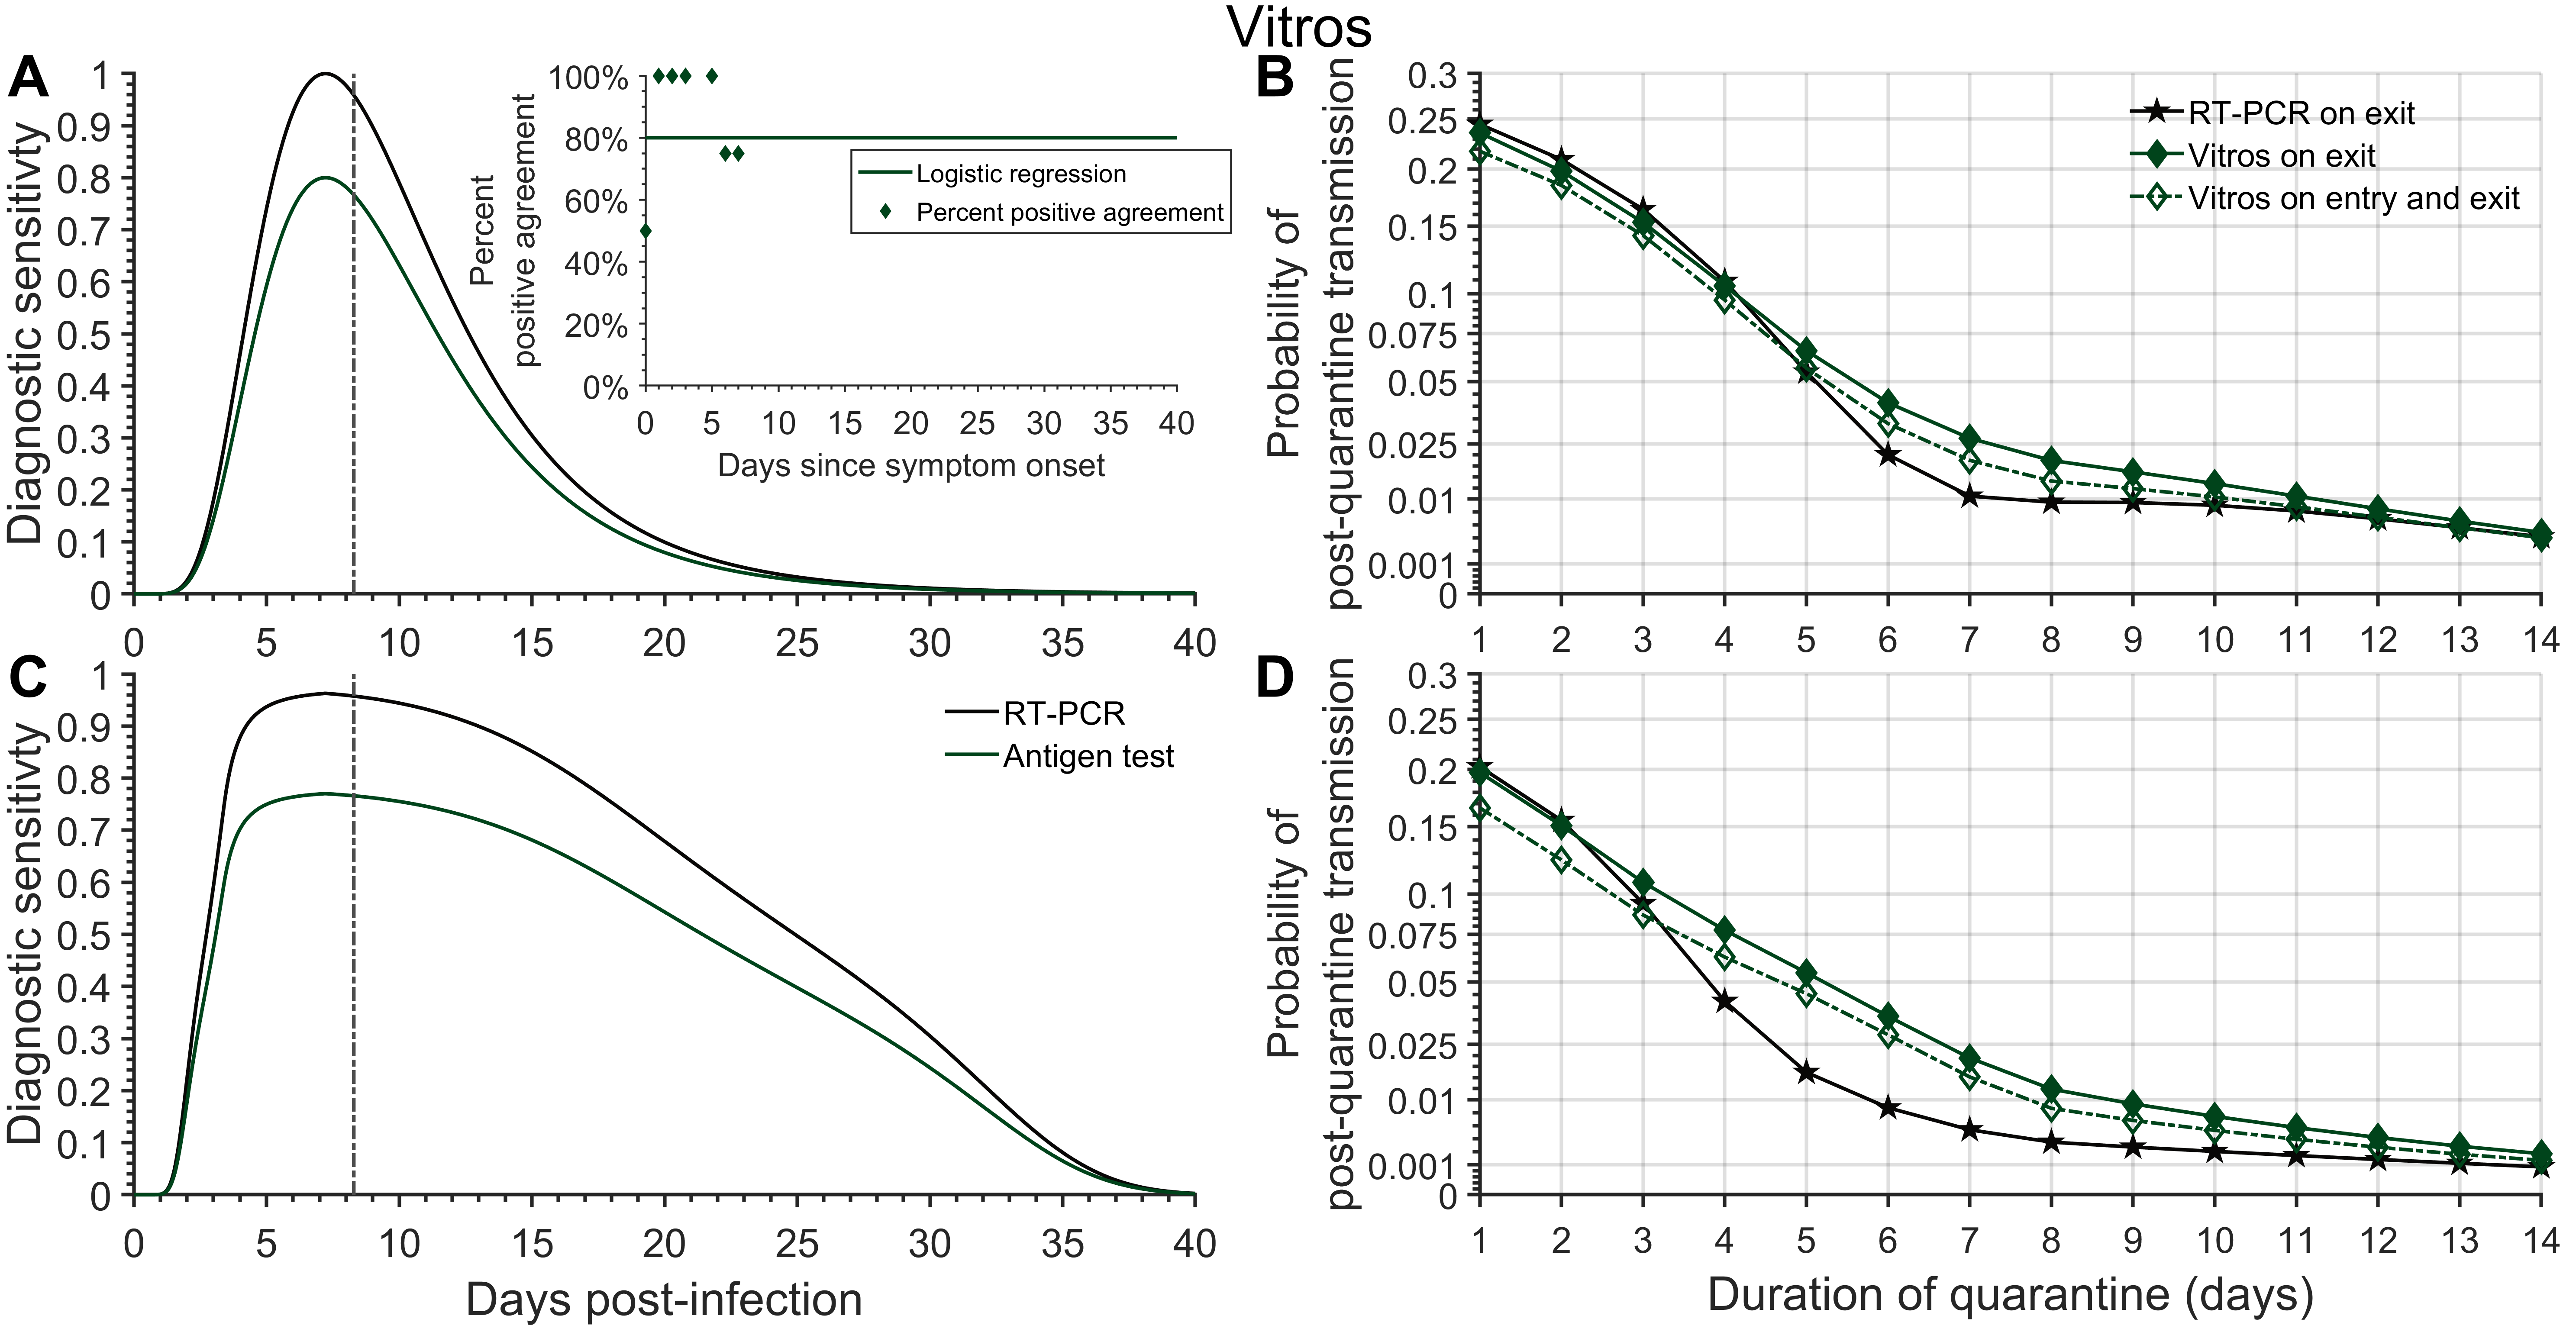 Vitros
A
Diagnostic sensitivty
1
0.9
0.8
0.7
0.6
0.5
0.4
0.3
0.2
0.1
0
0 5 10 15 20 25 30 35 40
Percent
positive agreement
100%
80%
60%
40%
20%
0%
0 5 10 15 20 25 30 35 40
Days since symptom onset
Logistic regression
Percent positive agreement
B
Probability of
post-quarantine transmission
0.3
0.25
0.2
0.15
0.1
0.075
0.05
0.025
0.01
0.001
0
1 2 3 4 5 6 7 8 9 10 11 12 13 14
RT-PCR on exit
Vitros on exit
Vitros on entry and exit
C
Diagnostic sensitivty
1
0.9
0.8
0.7
0.6
0.5
0.4
0.3
0.2
0.1
0
0 5 10 15 20 25 30 35 40
Days post-infection
RT-PCR
Antigen test
D
Probability of
post-quarantine transmission
0.3
0.25
0.2
0.15
0.1
0.075
0.05
0.025
0.01
0.001
0
1 2 3 4 5 6 7 8 9 10 11 12 13 14
Duration of quarantine (days)